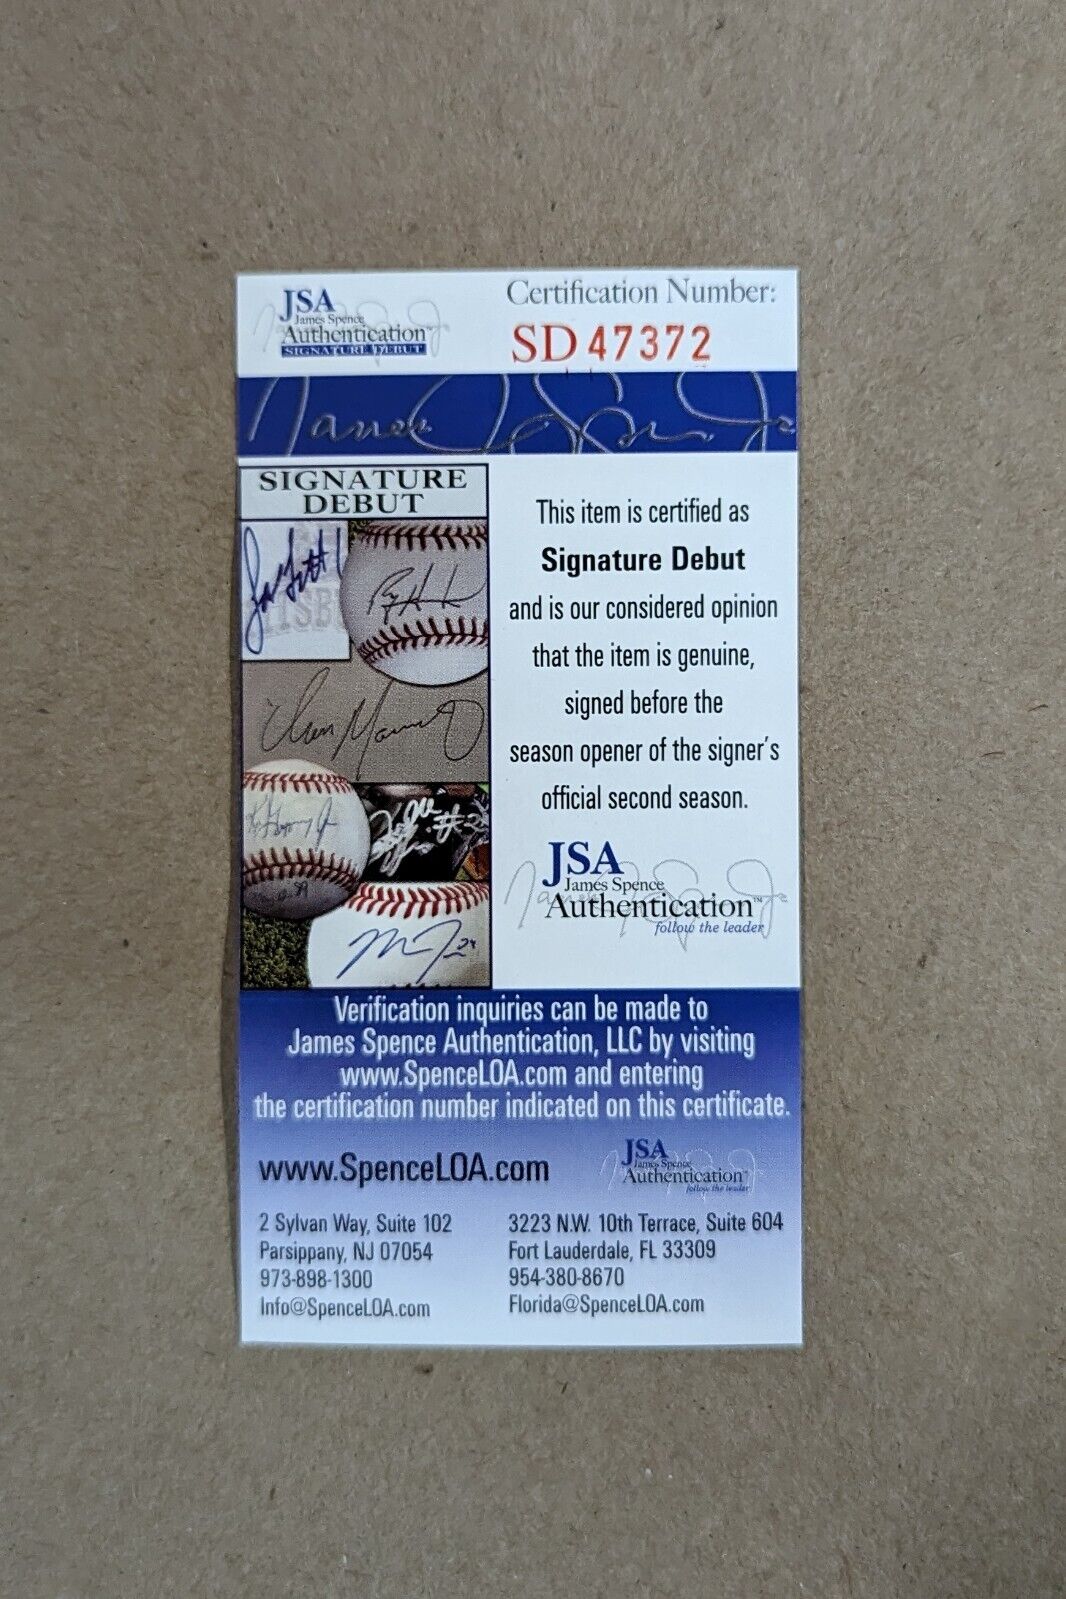 JSA
James Spence
Authentication™
SIGNATURE DEBUT
Certification Number:
SD 47372
SIGNATURE
DEBUT
This item is certified as
Signature Debut
and is our considered opinion
that the item is genuine,
signed before the
season opener of the signer's
official second season.
JSA
James Spence
Authentication™
follow the leader
Verification inquiries can be made to
James Spence Authentication, LLC by visiting
www.SpenceLOA.com and entering
the certification number indicated on this certificate.
www.SpenceLOA.com
JSA
James Spence
Authentication™
follow the leader
2 Sylvan Way, Suite 102
Parsippany, NJ 07054
973-898-1300
Info@SpenceLOA.com
3223 N.W. 10th Terrace, Suite 604
Fort Lauderdale, FL 33309
954-380-8670
Florida@SpenceLOA.com